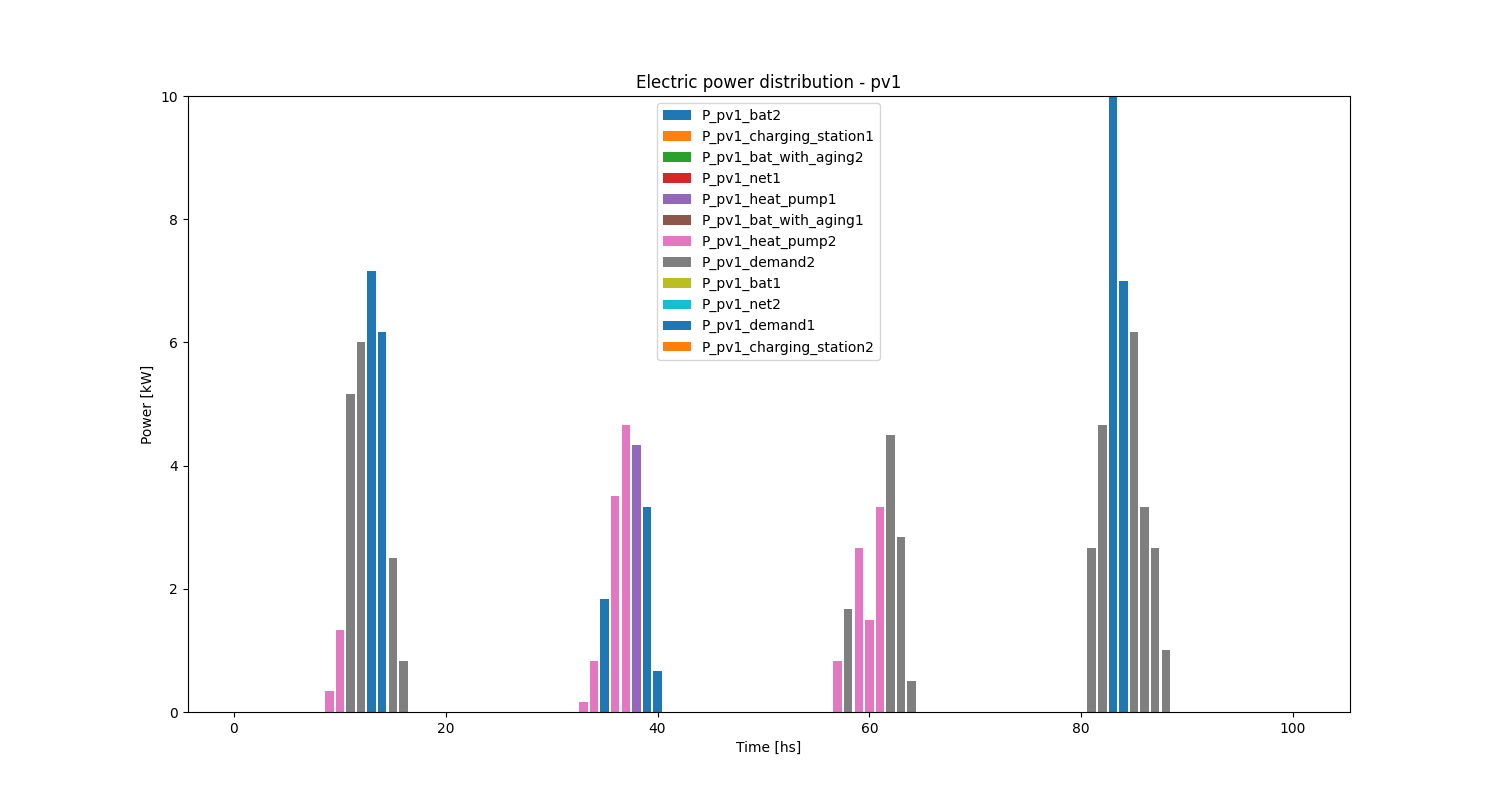 Electric power distribution - pv1
10
8
6
4
2
0
Power [kW]
P_pv1_bat2
P_pv1_charging_station1
P_pv1_bat_with_aging2
P_pv1_net1
P_pv1_heat_pump1
P_pv1_bat_with_aging1
P_pv1_heat_pump2
P_pv1_demand2
P_pv1_bat1
P_pv1_net2
P_pv1_demand1
P_pv1_charging_station2
0 20 40 60 80 100
Time [hs]